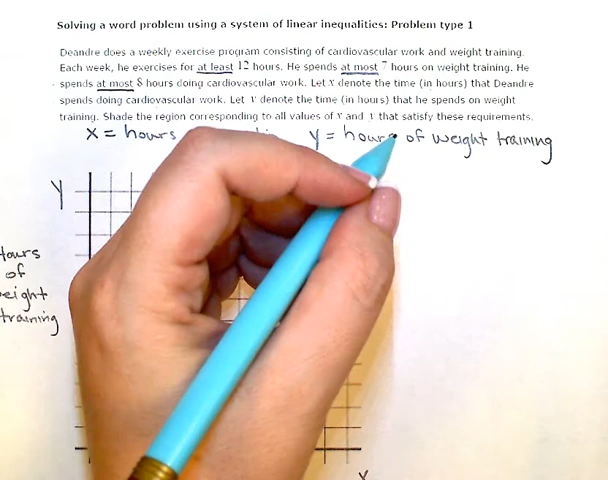 Solving a word problem using a system of linear inequalities: Problem type 1
Deandre does a weekly exercise program consisting of cardiovascular work and weight training.
Each week, he exercises for at least 12 hours. He spends at most 7 hours on weight training. He
spends at most 8 hours doing cardiovascular work. Let x denote the time (in hours) that Deandre
spends doing cardiovascular work. Let y denote the time (in hours) that he spends on weight
training. Shade the region corresponding to all values of x and y that satisfy these requirements.
x = hours y = hours of weight training
Y
Hours
of
weight
training
X